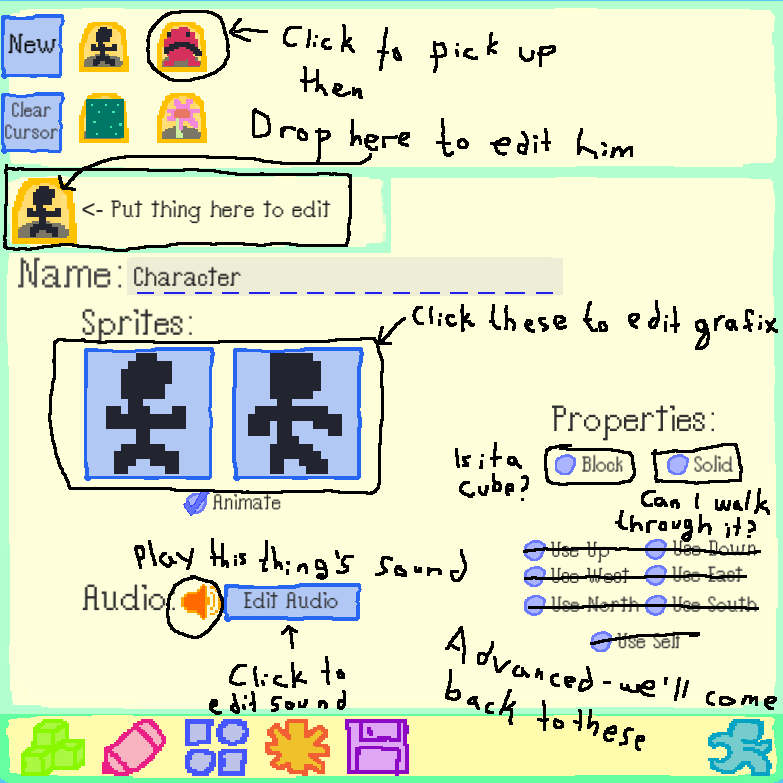 New
Click to pick up
then
Clear
Cursor
Drop here to edit him
<- Put thing here to edit
Name: Character
Sprites:
Click these to edit grafix
Properties:
Is it a
cube?
Block
Solid
Can I walk
through it?
Animate
Use Up
Use Down
Use West
Use East
Use North
Use South
Use Self
Play this thing's sound
Audio
Edit Audio
Click to
edit sound
Advanced - we'll come
back to these